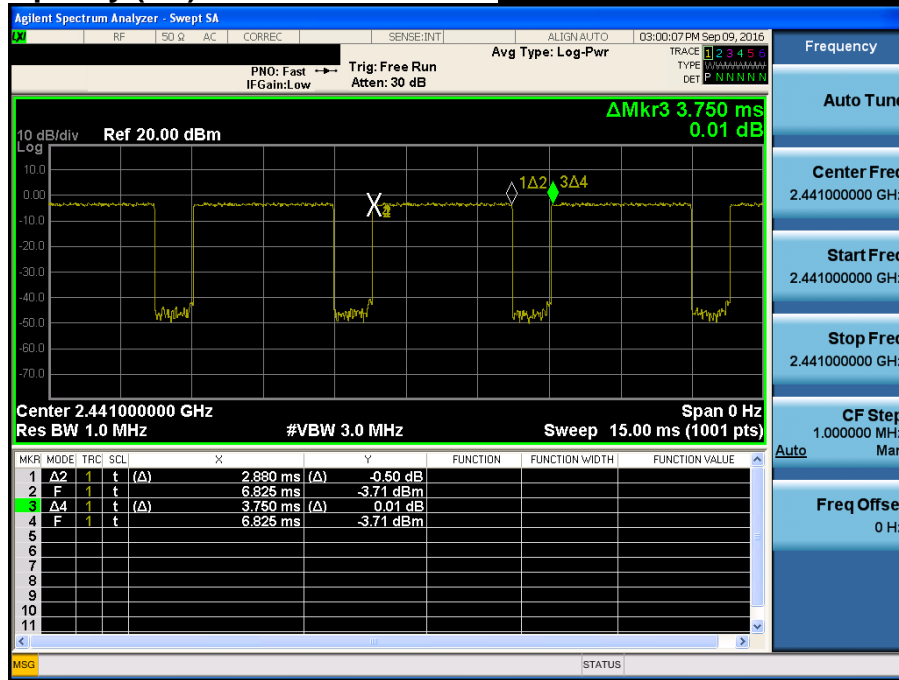 Agilent Spectrum Analyzer - Swept SA
LXI RF 50 Ω AC CORREC SENSE:INT ALIGN AUTO 03:00:07 PM Sep 09, 2016
Avg Type: Log-Pwr TRACE 1 2 3 4 5 6
PNO: Fast Trig: Free Run TYPE
IFGain:Low Atten: 30 dB DET P N N N N N
ΔMkr3 3.750 ms
10 dB/div Ref 20.00 dBm 0.01 dB
Log
10.0
0.00
-10.0
-20.0
-30.0
-40.0
-50.0
-60.0
-70.0
1Δ2 3Δ4
Center 2.441000000 GHz Span 0 Hz
Res BW 1.0 MHz #VBW 3.0 MHz Sweep 15.00 ms (1001 pts)
MKR MODE TRC SCL X Y FUNCTION FUNCTION WIDTH FUNCTION VALUE
1 Δ2 1 t (Δ) 2.880 ms (Δ) -0.50 dB
2 F 1 t 6.825 ms -3.71 dBm
3 Δ4 1 t (Δ) 3.750 ms (Δ) 0.01 dB
4 F 1 t 6.825 ms -3.71 dBm
5
6
7
8
9
10
11
MSG STATUS
Frequency
Auto Tune
Center Freq
2.441000000 GHz
Start Freq
2.441000000 GHz
Stop Freq
2.441000000 GHz
CF Step
1.000000 MHz
Auto Man
Freq Offset
0 Hz